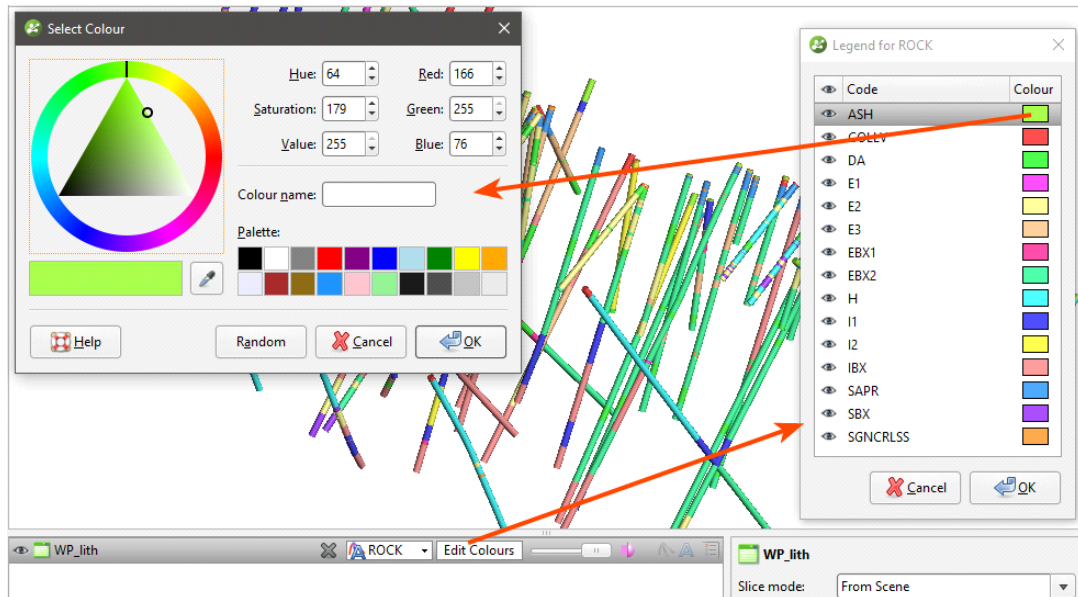 Select Colour
Hue: 64 Red: 166
Saturation: 179 Green: 255
Value: 255 Blue: 76
Colour name:
Palette:
Help Random Cancel OK
Legend for ROCK
Code Colour
ASH
COLLV
DA
E1
E2
E3
EBX1
EBX2
H
I1
I2
IBX
SAPR
SBX
SGNCRLSS
Cancel OK
WP_lith ROCK Edit Colours
WP_lith
Slice mode: From Scene